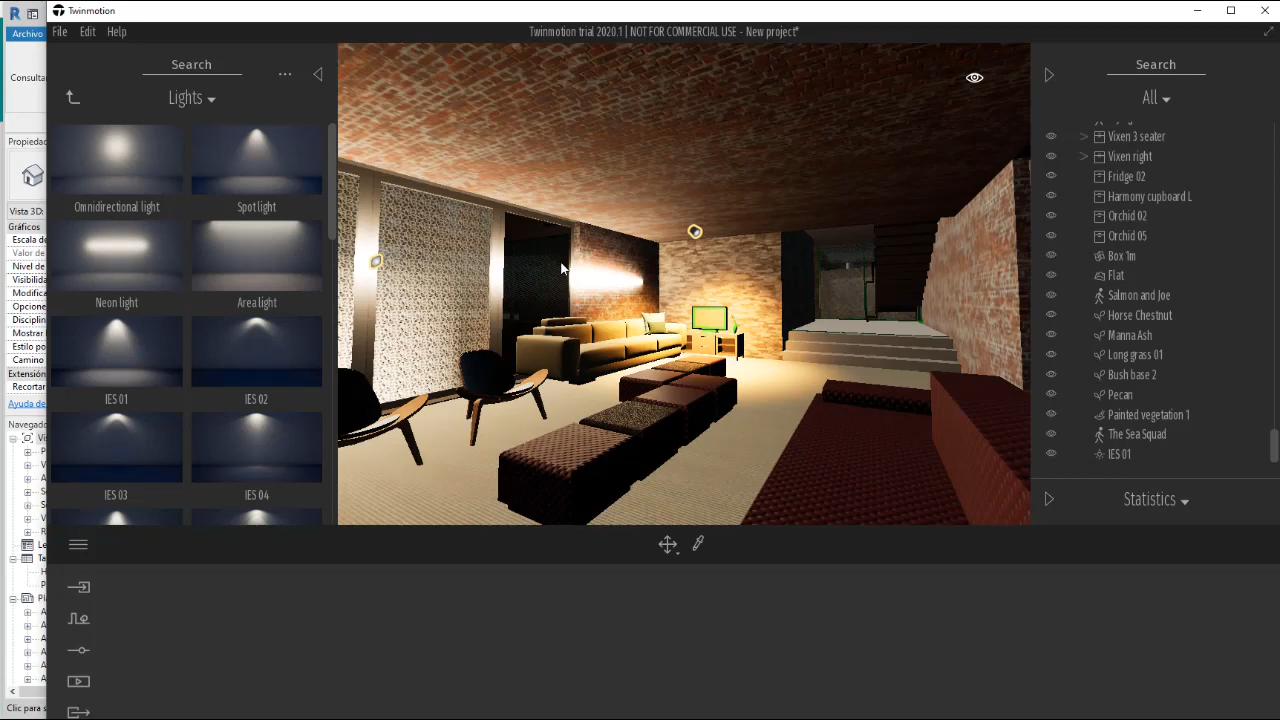 Twinmotion
Archivo
File Edit Help
Twinmotion trial 2020.1 | NOT FOR COMMERCIAL USE - New project*
Search
...
Search
Consultar
Lights
All
Propiedad
Vista 3D:
Gráficos
Escala de
Valor de
Nivel de
Visibilida
Modifica
Opcione
Disciplin
Mostrar
Estilo po
Camino
Extensión
Recortar
Ayuda de
Navegado
Omnidirectional light
Spot light
Neon light
Area light
IES 01
IES 02
IES 03
IES 04
Vixen 3 seater
Vixen right
Fridge 02
Harmony cupboard L
Orchid 02
Orchid 05
Box 1m
Flat
Salmon and Joe
Horse Chestnut
Manna Ash
Long grass 01
Bush base 2
Pecan
Painted vegetation 1
The Sea Squad
IES 01
Statistics
Clic para s